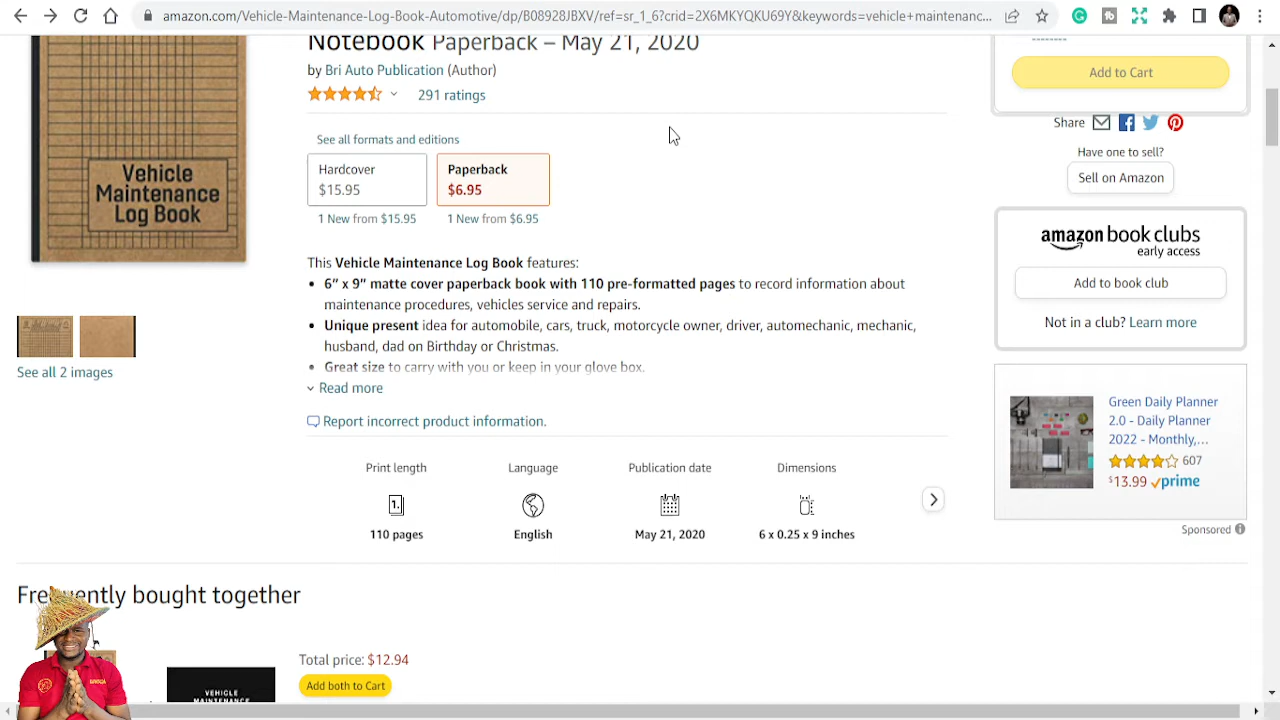 amazon.com/Vehicle-Maintenance-Log-Book-Automotive/dp/B08928JBXV/ref=sr_1_6?crid=2X6MKYOKU69Y&keywords=vehicle+maintenanc...
Notebook Paperback – May 21, 2020
by Bri Auto Publication (Author)
291 ratings
See all formats and editions
Hardcover
$15.95
Paperback
$6.95
1 New from $15.95
1 New from $6.95
Vehicle
Maintenance
Log Book
See all 2 images
This Vehicle Maintenance Log Book features:
• 6” x 9” matte cover paperback book with 110 pre-formatted pages to record information about
maintenance procedures, vehicles service and repairs.
• Unique present idea for automobile, cars, truck, motorcycle owner, driver, automechanic, mechanic,
husband, dad on Birthday or Christmas.
• Great size to carry with you or keep in your glove box.
Read more
Report incorrect product information.
Print length
110 pages
Language
English
Publication date
May 21, 2020
Dimensions
6 x 0.25 x 9 inches
Add to Cart
Share
Have one to sell?
Sell on Amazon
amazon book clubs
early access
Add to book club
Not in a club? Learn more
Green Daily Planner
2.0 - Daily Planner
2022 - Monthly,...
607
$13.99 prime
Sponsored
Frequently bought together
VEHICLE
MAINTENANCE
Total price: $12.94
Add both to Cart